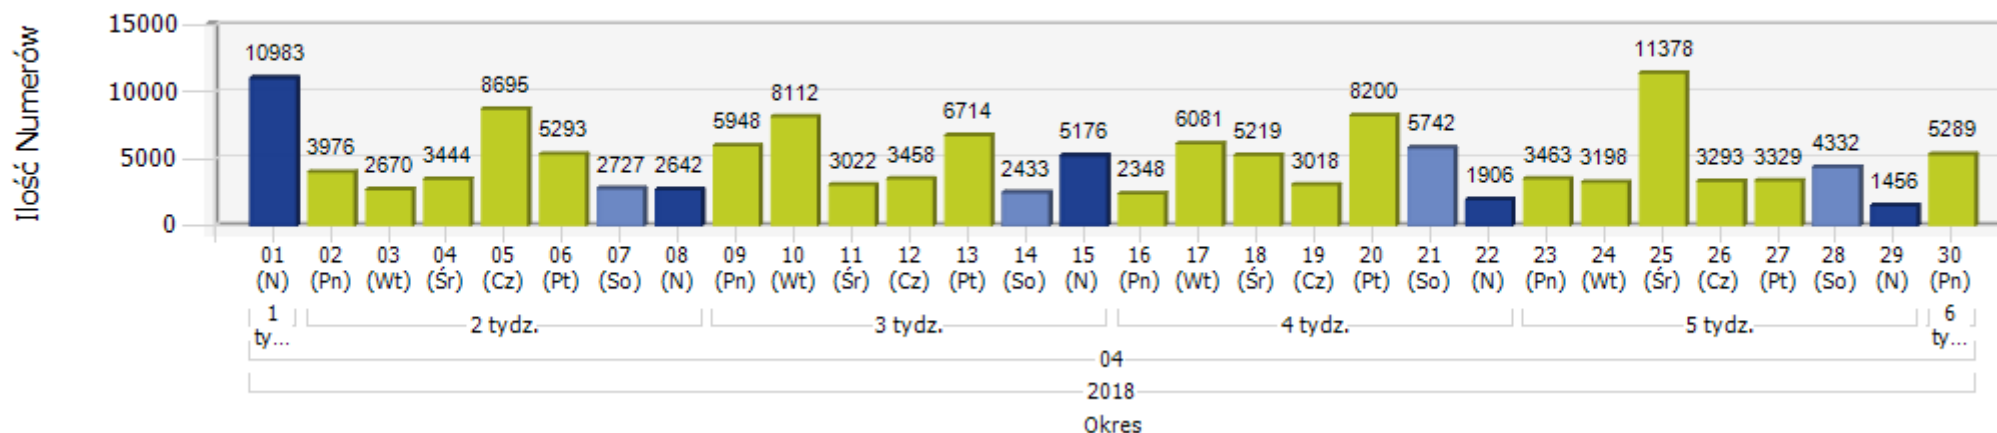 Ilość Numerów
15000
10000
5000
0
10983 3976 2670 3444 8695 5293 2727 2642 5948 8112 3022 3458 6714 2433 5176 2348 6081 5219 3018 8200 5742 1906 3463 3198 11378 3293 3329 4332 1456 5289
01 02 03 04 05 06 07 08 09 10 11 12 13 14 15 16 17 18 19 20 21 22 23 24 25 26 27 28 29 30
(N) (Pn) (Wt) (Śr) (Cz) (Pt) (So) (N) (Pn) (Wt) (Śr) (Cz) (Pt) (So) (N) (Pn) (Wt) (Śr) (Cz) (Pt) (So) (N) (Pn) (Wt) (Śr) (Cz) (Pt) (So) (N) (Pn)
1 ty... 2 tydz. 3 tydz. 4 tydz. 5 tydz. 6 ty...
04
2018
Okres